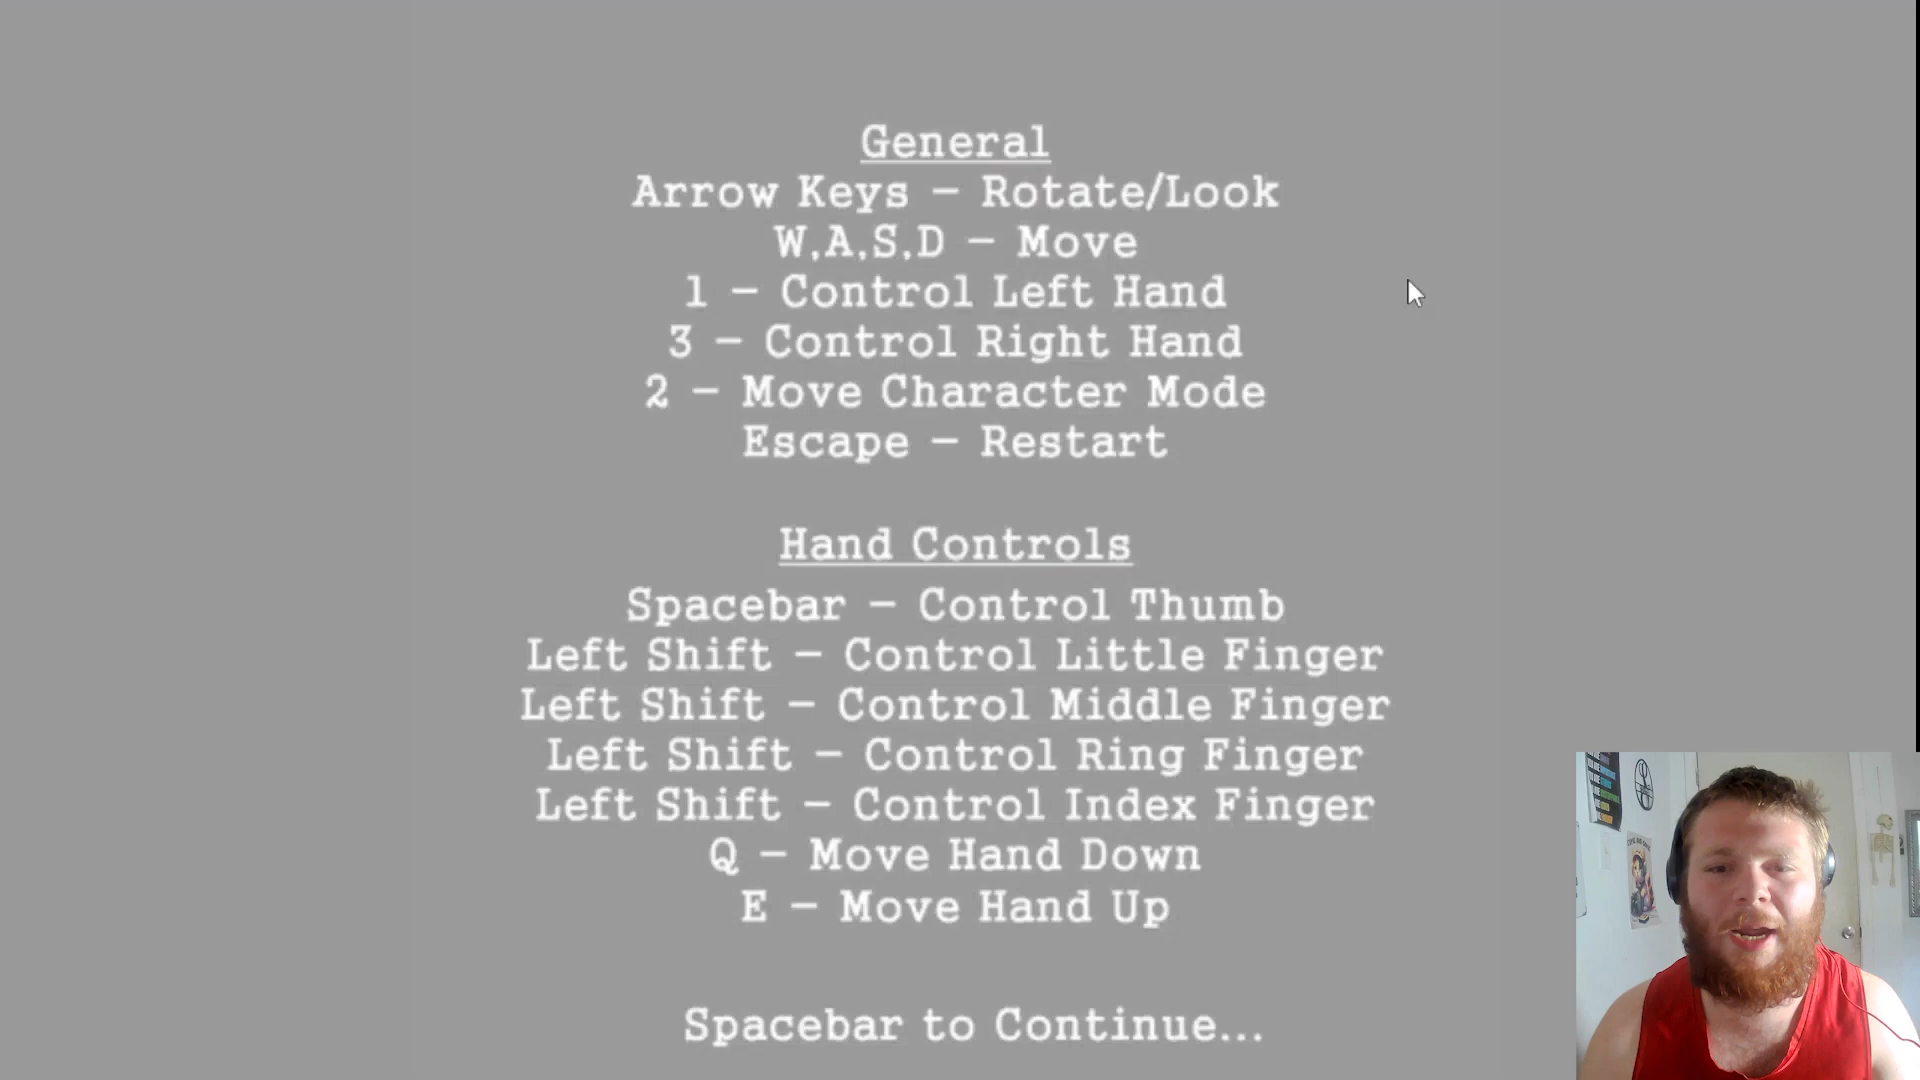 General
Arrow Keys – Rotate/Look
W,A,S,D – Move
1 – Control Left Hand
3 – Control Right Hand
2 – Move Character Mode
Escape – Restart
Hand Controls
Spacebar – Control Thumb
Left Shift – Control Little Finger
Left Shift – Control Middle Finger
Left Shift – Control Ring Finger
Left Shift – Control Index Finger
Q – Move Hand Down
E – Move Hand Up
Spacebar to Continue...